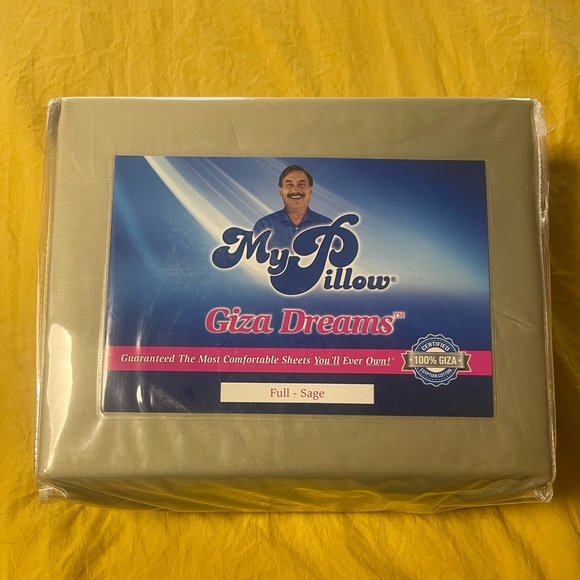 MyPillow®
Giza Dreams™
Guaranteed The Most Comfortable Sheets You'll Ever Own!®
CERTIFIED
100% GIZA
EGYPTIAN COTTON
Full - Sage